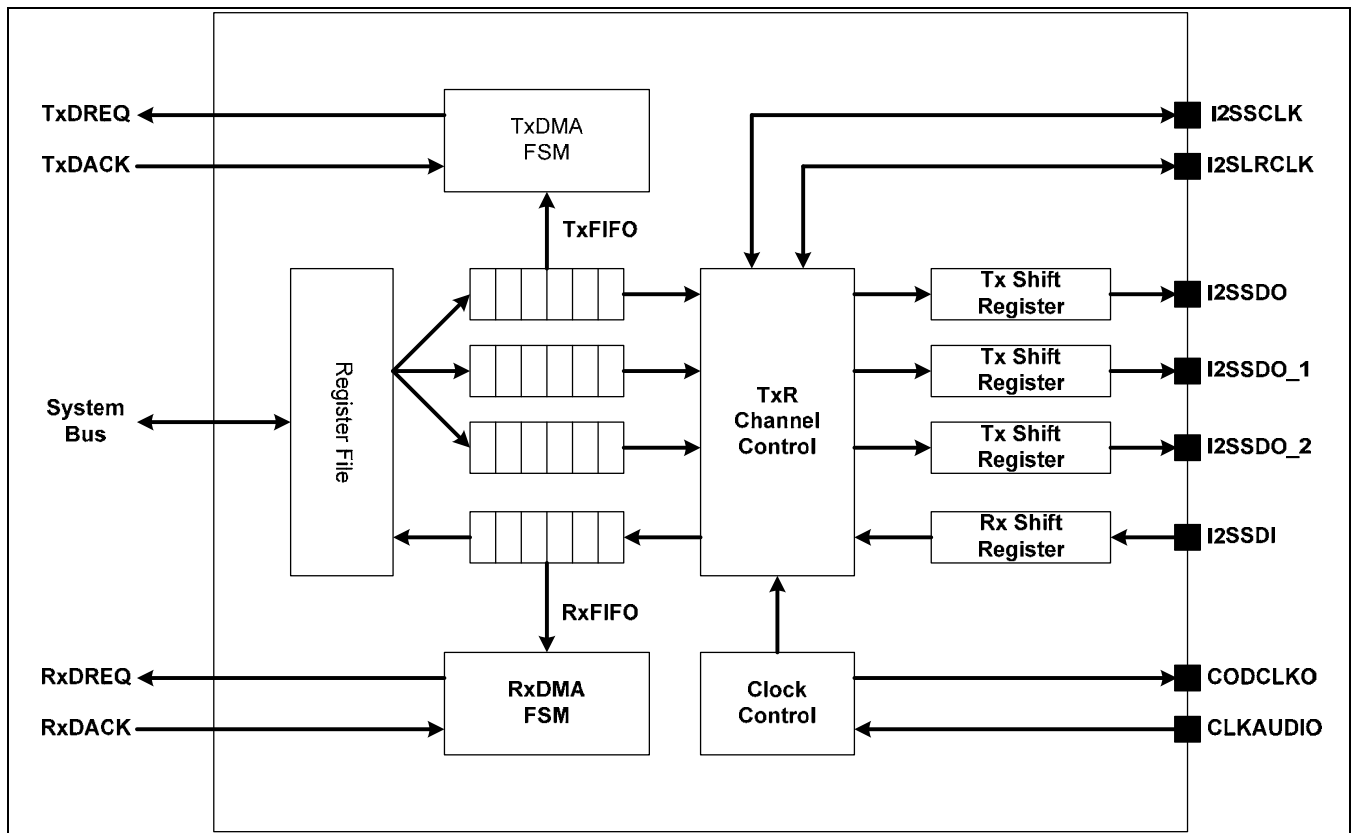 TxDREQ
TxDACK
TxDMA
FSM
I2SSCLK
I2SLRCLK
TxFIFO
System
Bus
Register File
TxR
Channel
Control
Tx Shift
Register
I2SSDO
Tx Shift
Register
I2SSDO_1
Tx Shift
Register
I2SSDO_2
Rx Shift
Register
I2SSDI
RxFIFO
RxDREQ
RxDACK
RxDMA
FSM
Clock
Control
CODCLKO
CLKAUDIO